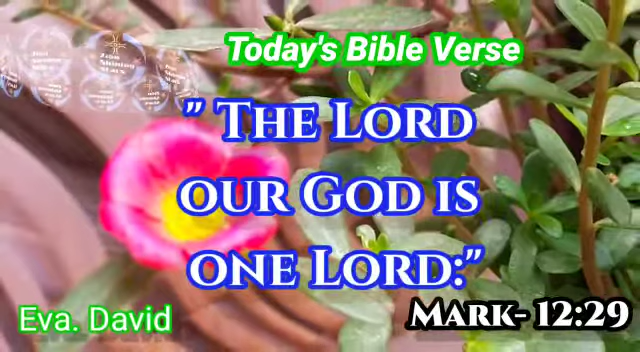 Today's Bible Verse
" The Lord
our God is
one Lord:"
Eva. David
Mark- 12:29